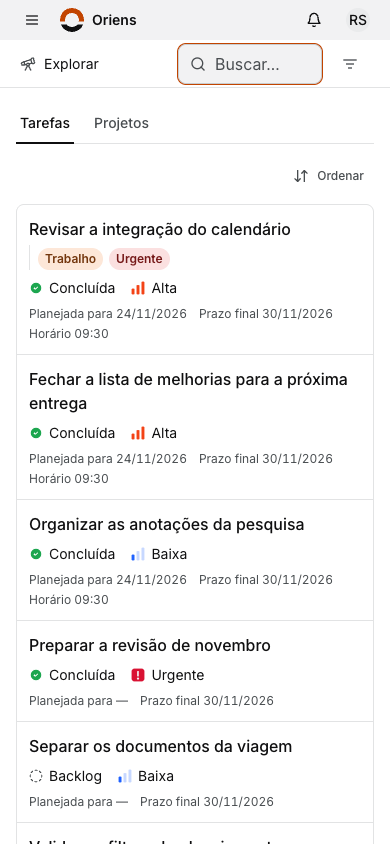 Oriens
RS
Explorar
Buscar...
Tarefas Projetos
Ordenar
Revisar a integração do calendário
Trabalho Urgente
Concluída Alta
Planejada para 24/11/2026 Prazo final 30/11/2026
Horário 09:30
Fechar a lista de melhorias para a próxima
entrega
Concluída Alta
Planejada para 24/11/2026 Prazo final 30/11/2026
Horário 09:30
Organizar as anotações da pesquisa
Concluída Baixa
Planejada para 24/11/2026 Prazo final 30/11/2026
Horário 09:30
Preparar a revisão de novembro
Concluída Urgente
Planejada para — Prazo final 30/11/2026
Separar os documentos da viagem
Backlog Baixa
Planejada para — Prazo final 30/11/2026